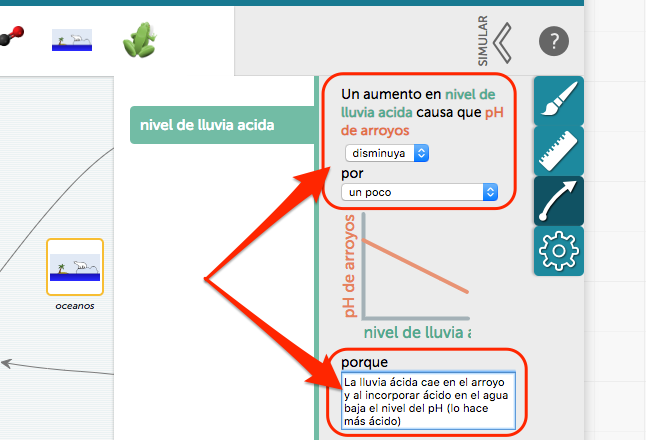 SIMULAR
?
Un aumento en nivel de
lluvia acida causa que pH
de arroyos
disminuya
por
un poco
nivel de lluvia acida
oceanos
pH de arroyos
nivel de lluvia
porque
La lluvia ácida cae en el arroyo
y al incorporar ácido en el agua
baja el nivel del pH (lo hace
más ácido)